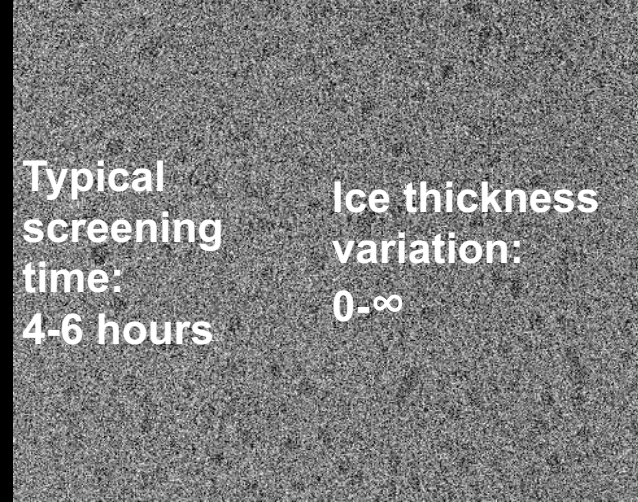 Typical
screening
time:
4-6 hours
Ice thickness
variation:
0-∞